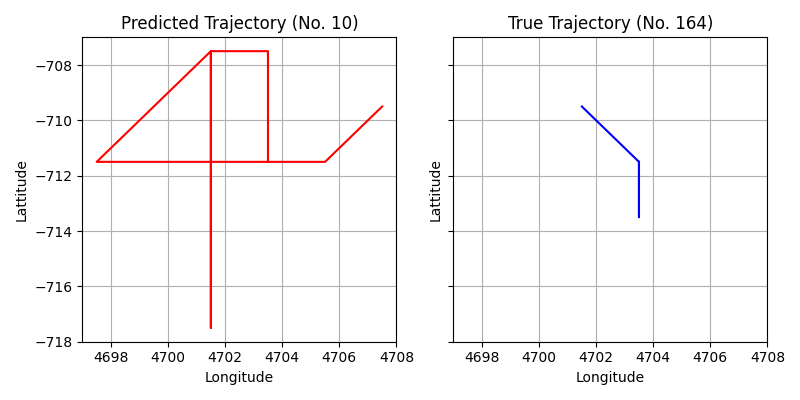 Predicted Trajectory (No. 10)
−708
−710
−712
−714
−716
−718
Lattitude
4698 4700 4702 4704 4706 4708
Longitude
True Trajectory (No. 164)
Lattitude
4698 4700 4702 4704 4706 4708
Longitude